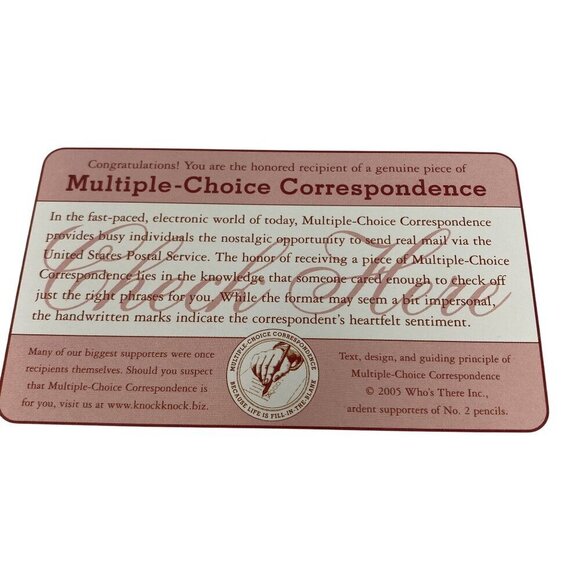 Congratulations! You are the honored recipient of a genuine piece of
Multiple-Choice Correspondence
Check Here
In the fast-paced, electronic world of today, Multiple-Choice Correspondence
provides busy individuals the nostalgic opportunity to send real mail via the
United States Postal Service. The honor of receiving a piece of Multiple-Choice
Correspondence lies in the knowledge that someone cared enough to check off
just the right phrases for you. While the format may seem a bit impersonal,
the handwritten marks indicate the correspondent's heartfelt sentiment.
Many of our biggest supporters were once
recipients themselves. Should you suspect
that Multiple-Choice Correspondence is
for you, visit us at www.knockknock.biz.
MULTIPLE-CHOICE CORRESPONDENCE
BECAUSE LIFE IS FILL-IN-THE-BLANK
Text, design, and guiding principle of
Multiple-Choice Correspondence
© 2005 Who's There Inc.,
ardent supporters of No. 2 pencils.